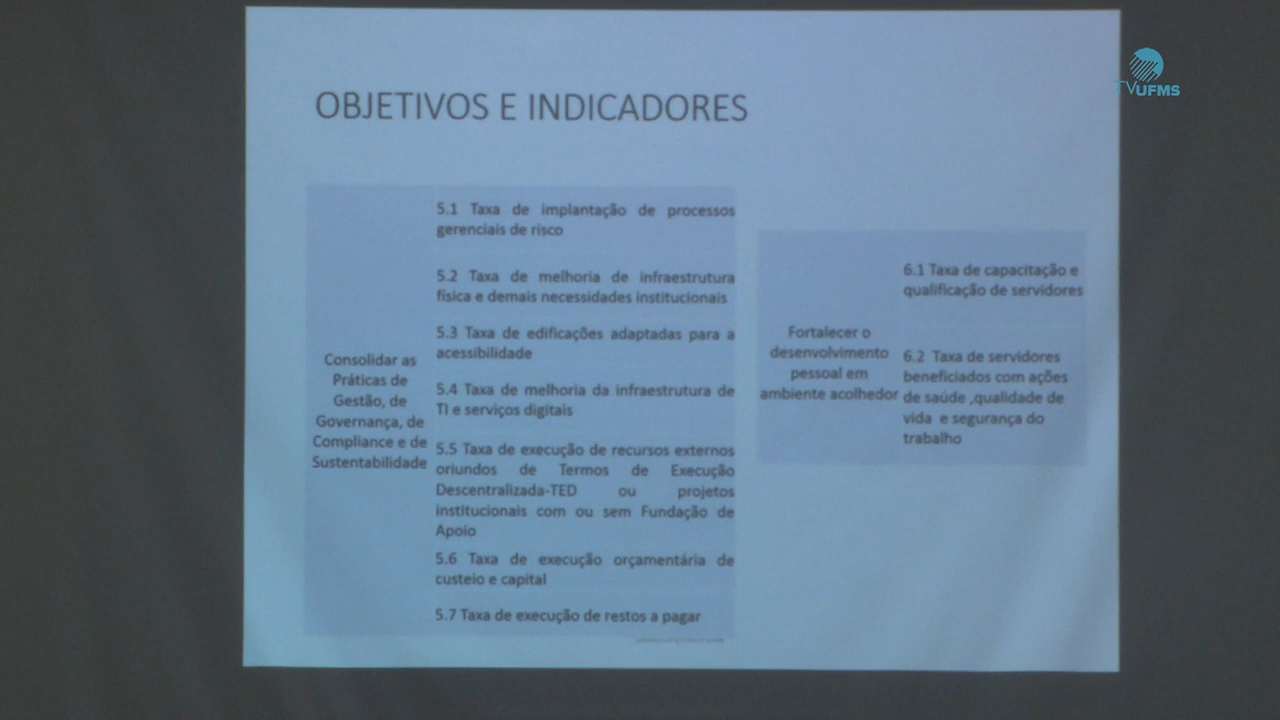 TVUFMS
OBJETIVOS E INDICADORES
Consolidar as
Práticas de
Gestão, de
Governança, de
Compliance e de
Sustentabilidade
5.1 Taxa de implantação de processos
gerenciais de risco
5.2 Taxa de melhoria de infraestrutura
física e demais necessidades institucionais
5.3 Taxa de edificações adaptadas para a
acessibilidade
5.4 Taxa de melhoria da infraestrutura de
TI e serviços digitais
5.5 Taxa de execução de recursos externos
oriundos de Termos de Execução
Descentralizada-TED ou projetos
institucionais com ou sem Fundação de
Apoio
5.6 Taxa de execução orçamentária de
custeio e capital
5.7 Taxa de execução de restos a pagar
Fortalecer o
desenvolvimento
pessoal em
ambiente acolhedor
6.1 Taxa de capacitação e
qualificação de servidores
6.2 Taxa de servidores
beneficiados com ações
de saúde ,qualidade de
vida e segurança do
trabalho